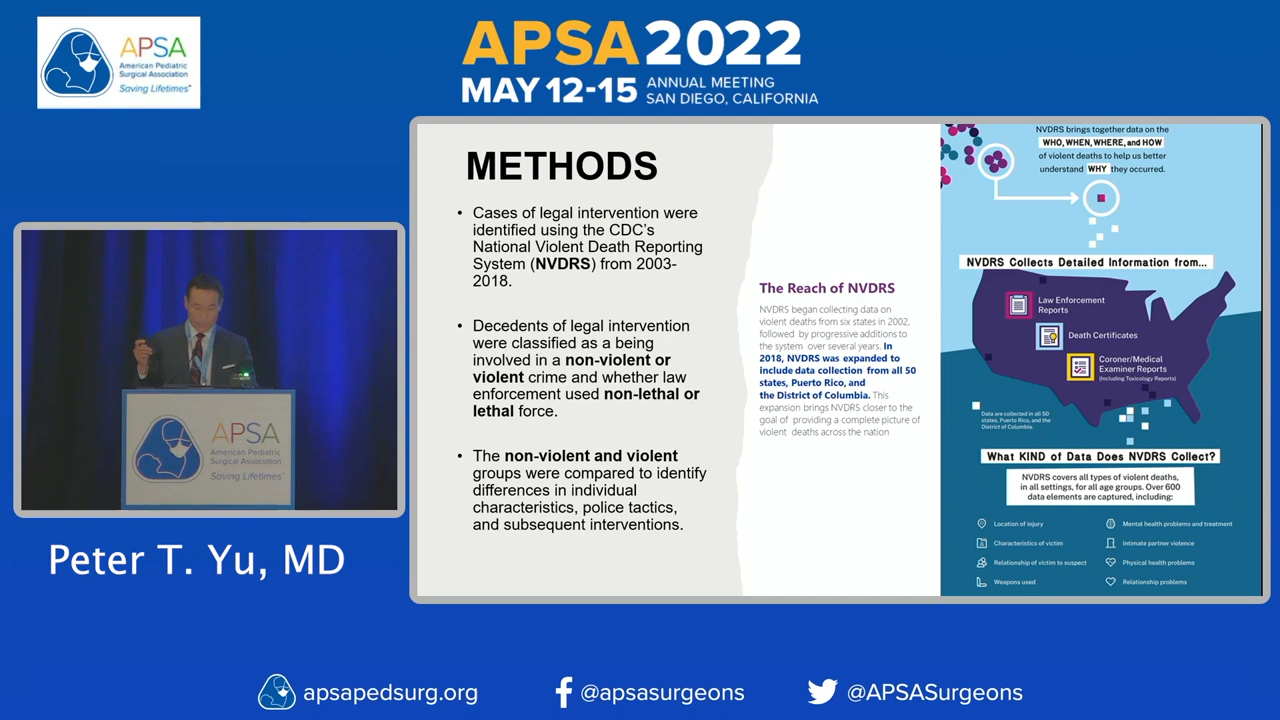 APSA
American Pediatric
Surgical Association
Saving Lifetimes™
APSA 2022
MAY 12-15 ANNUAL MEETING
SAN DIEGO, CALIFORNIA
METHODS
• Cases of legal intervention were
identified using the CDC's
National Violent Death Reporting
System (NVDRS) from 2003-
2018.
• Decedents of legal intervention
were classified as a being
involved in a non-violent or
violent crime and whether law
enforcement used non-lethal or
lethal force.
• The non-violent and violent
groups were compared to identify
differences in individual
characteristics, police tactics,
and subsequent interventions.
The Reach of NVDRS
NVDRS began collecting data on
violent deaths from six states in 2002,
followed by progressive additions to
the system over several years. In
2018, NVDRS was expanded to
include data collection from all 50
states, Puerto Rico, and
the District of Columbia. This
expansion brings NVDRS closer to the
goal of providing a complete picture of
violent deaths across the nation
NVDRS brings together data on the
WHO, WHEN, WHERE, and HOW
of violent deaths to help us better
understand WHY they occurred.
NVDRS Collects Detailed Information from...
Law Enforcement
Reports
Death Certificates
Coroner/Medical
Examiner Reports
(Including Toxicology Reports)
Data are collected in all 50
states, Puerto Rico, and the
District of Columbia.
What KIND of Data Does NVDRS Collect?
NVDRS covers all types of violent deaths,
in all settings, for all age groups. Over 600
data elements are captured, including:
Location of injury
Characteristics of victim
Relationship of victim to suspect
Weapons used
Mental health problems and treatment
Intimate partner violence
Physical health problems
Relationship problems
APSA
American Pediatric
Surgical Association
Saving Lifetimes™
Peter T. Yu, MD
apsapedsurg.org
@apsasurgeons
@APSASurgeons